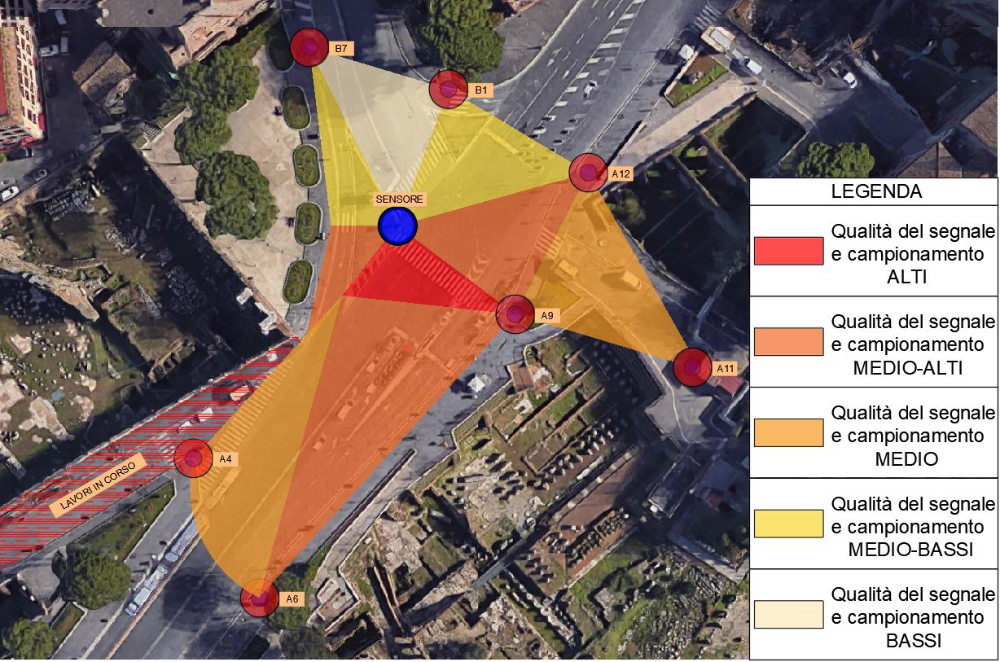 B7
B1
A12
SENSORE
A9
A11
A4
LAVORI IN CORSO
A6
LEGENDA
Qualità del segnale
e campionamento
ALTI
Qualità del segnale
e campionamento
MEDIO-ALTI
Qualità del segnale
e campionamento
MEDIO
Qualità del segnale
e campionamento
MEDIO-BASSI
Qualità del segnale
e campionamento
BASSI